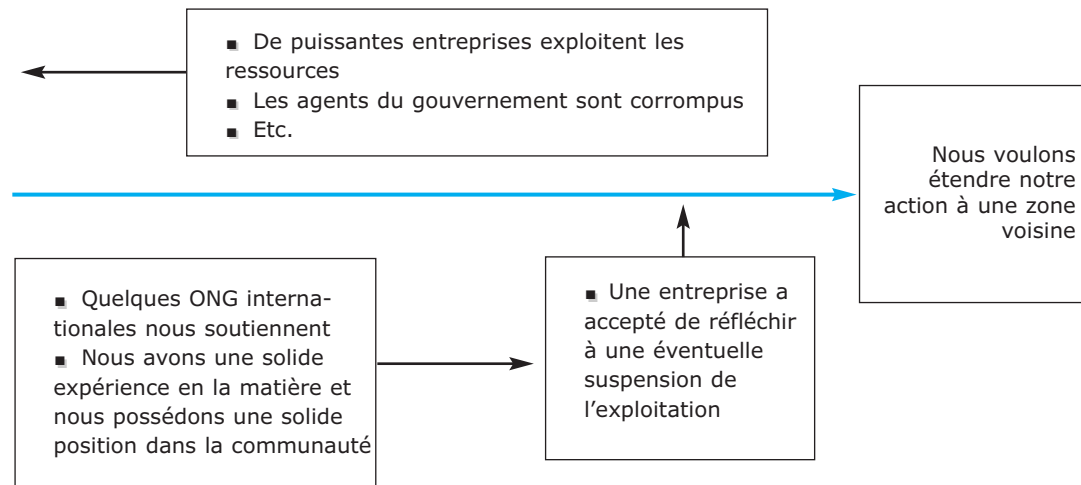 ▪ De puissantes entreprises exploitent les
ressources
▪ Les agents du gouvernement sont corrompus
▪ Etc.
Nous voulons
étendre notre
action à une zone
voisine
▪ Quelques ONG interna-
tionales nous soutiennent
▪ Nous avons une solide
expérience en la matière et
nous possédons une solide
position dans la communauté
▪ Une entreprise a
accepté de réfléchir
à une éventuelle
suspension de
l’exploitation